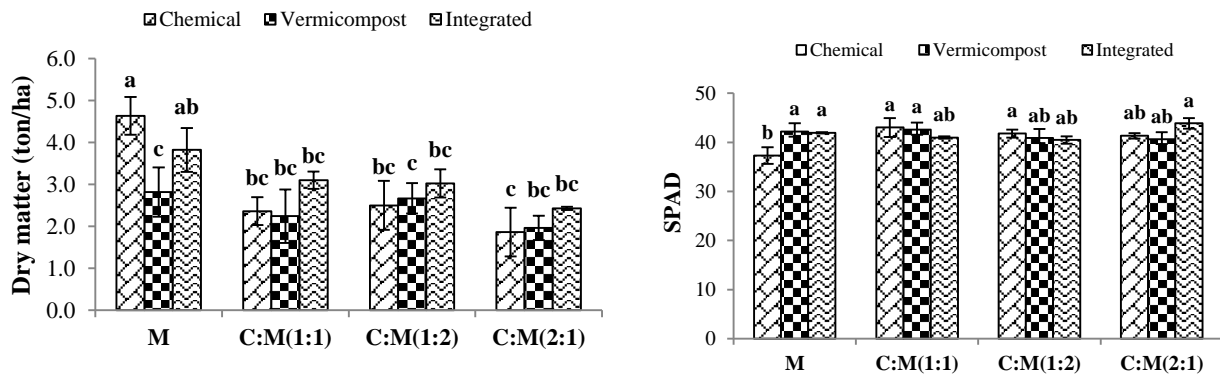 Chemical Vermicompost Integrated
Dry matter (ton/ha)
6.0
5.0
4.0
3.0
2.0
1.0
0.0
a c ab
bc bc bc
bc c bc
c bc bc
M C:M(1:1) C:M(1:2) C:M(2:1)
Chemical Vermicompost Integrated
SPAD
50
40
30
20
10
0
b a a
a a ab
a ab ab
ab ab a
M C:M(1:1) C:M(1:2) C:M(2:1)